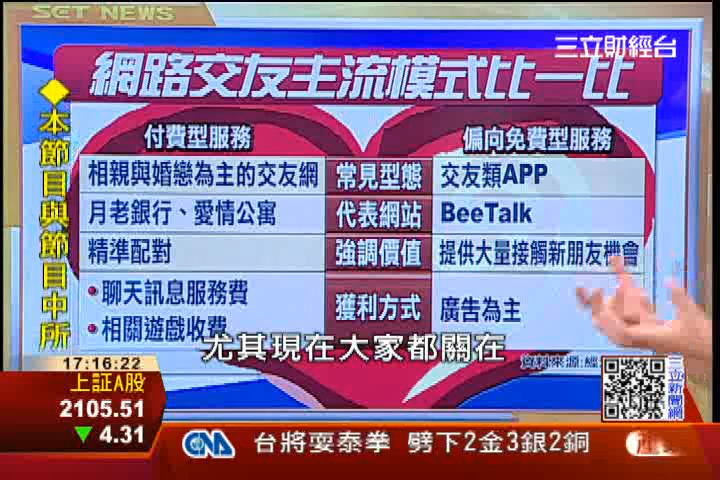 SET NEWS
三立財經台
網路交友主流模式比一比
付費型服務
偏向免費型服務
相親與婚戀為主的交友網
常見型態
交友類APP
月老銀行、愛情公寓
代表網站
BeeTalk
精準配對
強調價值
提供大量接觸新朋友機會
•聊天訊息服務費
•相關遊戲收費
獲利方式
廣告為主
本節目與節目中所
尤其現在大家都關在
資料來源:經
17:16:22
上証A股
2105.51
▼4.31
三立新聞網
CNA
台將耍泰拳 劈下2金3銀2銅